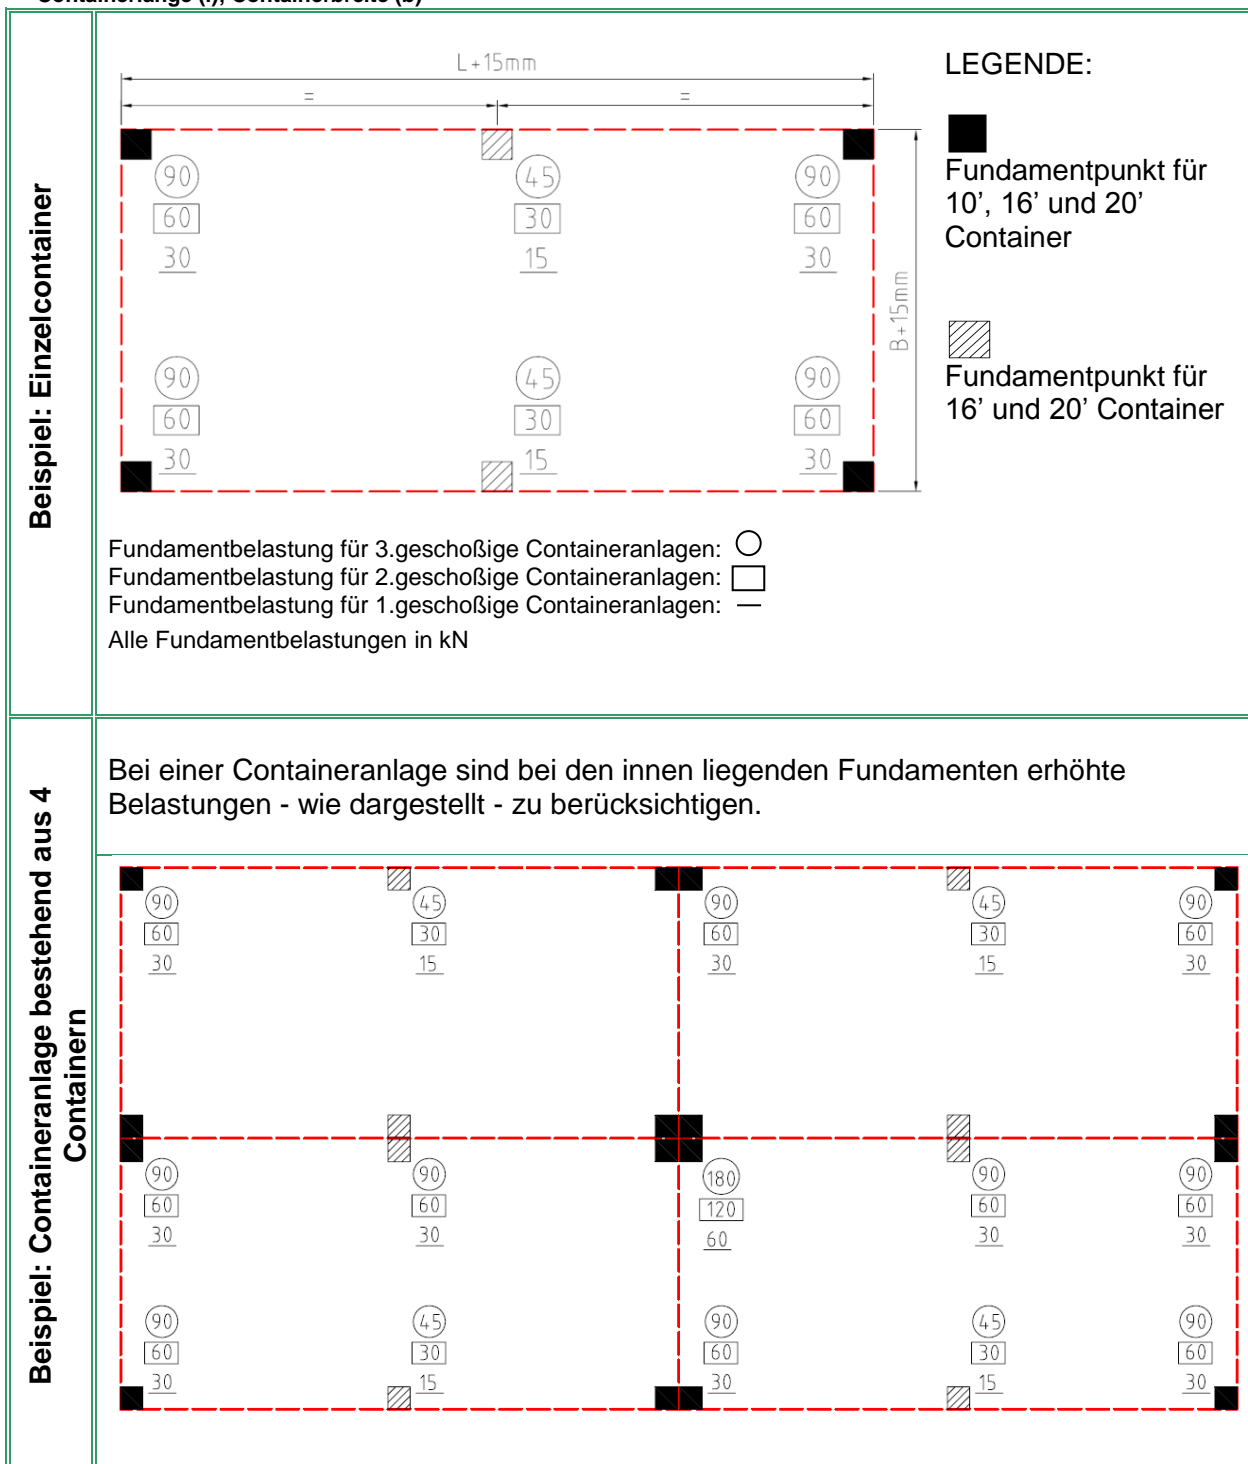 Containerlänge (l), Containerbreite (b)
Beispiel: Einzelcontainer
L+15mm
= =
90 45 90
60 30 60
30 15 30
B+15mm
90 45 90
60 30 60
30 15 30
LEGENDE:
Fundamentpunkt für
10’, 16’ und 20’
Container
Fundamentpunkt für
16’ und 20’ Container
Fundamentbelastung für 3.geschoßige Containeranlagen:
Fundamentbelastung für 2.geschoßige Containeranlagen:
Fundamentbelastung für 1.geschoßige Containeranlagen:
Alle Fundamentbelastungen in kN
Beispiel: Containeranlage bestehend aus 4
Containern
Bei einer Containeranlage sind bei den innen liegenden Fundamenten erhöhte
Belastungen - wie dargestellt - zu berücksichtigen.
90 45 90 45 90
60 30 60 30 60
30 15 30 15 30
90 90 180 90 90
60 60 120 60 60
30 30 60 30 30
90 45 90 45 90
60 30 60 30 60
30 15 30 15 30